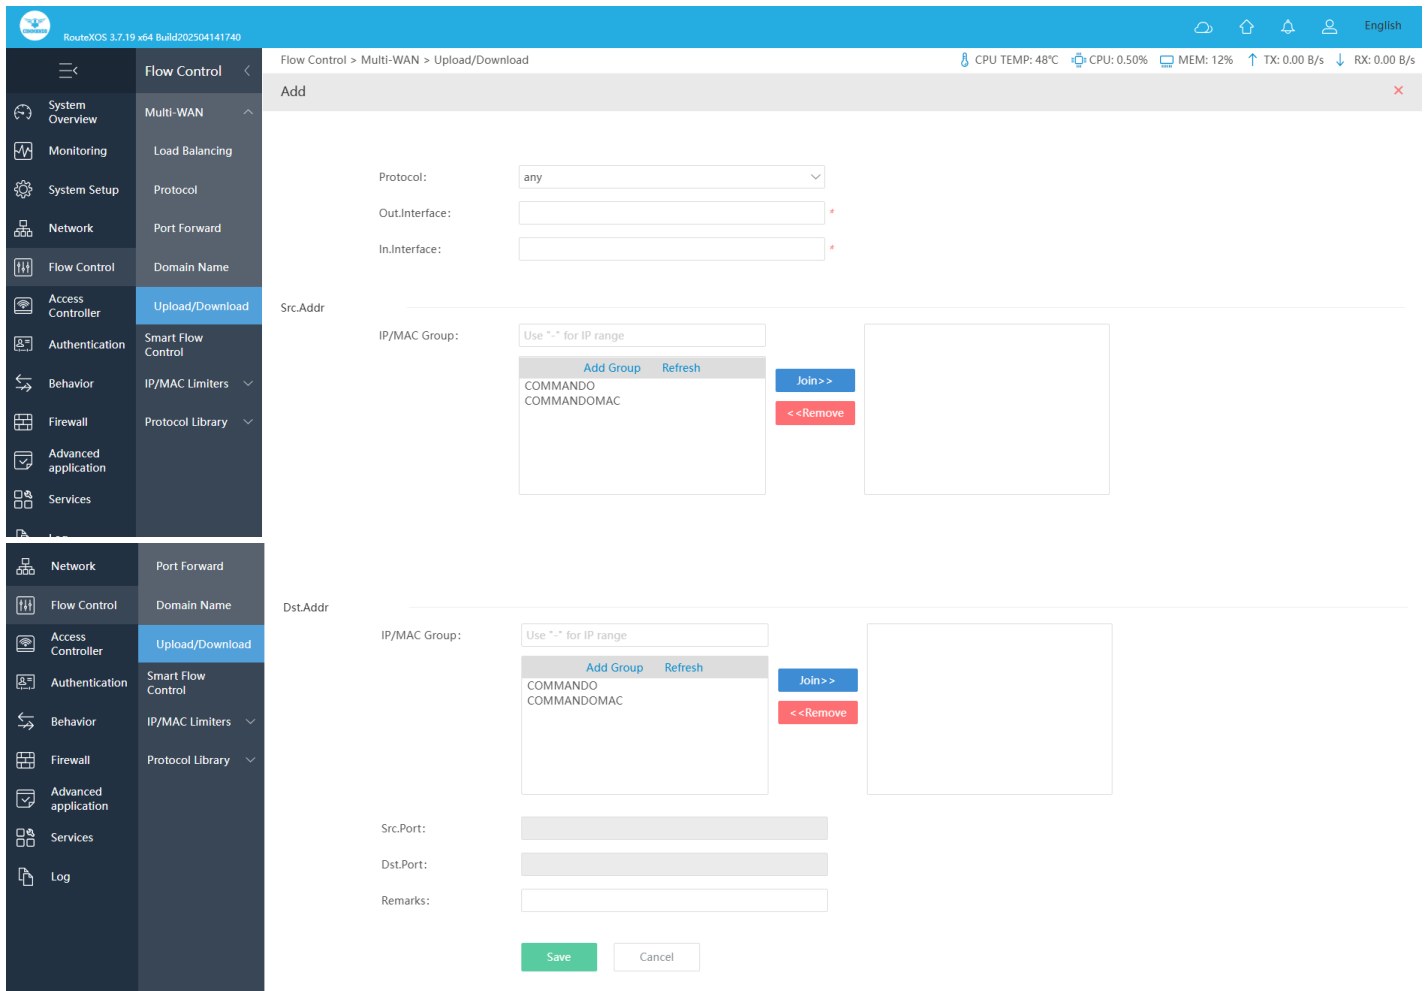 COMMANDO
RouteXOS 3.7.19 x64 Build202504141740
English
Flow Control
Flow Control > Multi-WAN > Upload/Download
CPU TEMP: 48℃ CPU: 0.50% MEM: 12% TX: 0.00 B/s RX: 0.00 B/s
Add
System
Overview
Monitoring
System Setup
Network
Flow Control
Access
Controller
Authentication
Behavior
Firewall
Advanced
application
Services
Multi-WAN
Load Balancing
Protocol
Port Forward
Domain Name
Upload/Download
Smart Flow
Control
IP/MAC Limiters
Protocol Library
Protocol: any
Out.Interface: *
In.Interface: *
Src.Addr
IP/MAC Group: Use "-" for IP range
Add Group Refresh
COMMANDO
COMMANDOMAC
Join>>
<<Remove
Network
Flow Control
Access
Controller
Authentication
Behavior
Firewall
Advanced
application
Services
Log
Port Forward
Domain Name
Upload/Download
Smart Flow
Control
IP/MAC Limiters
Protocol Library
Dst.Addr
IP/MAC Group: Use "-" for IP range
Add Group Refresh
COMMANDO
COMMANDOMAC
Join>>
<<Remove
Src.Port:
Dst.Port:
Remarks:
Save Cancel